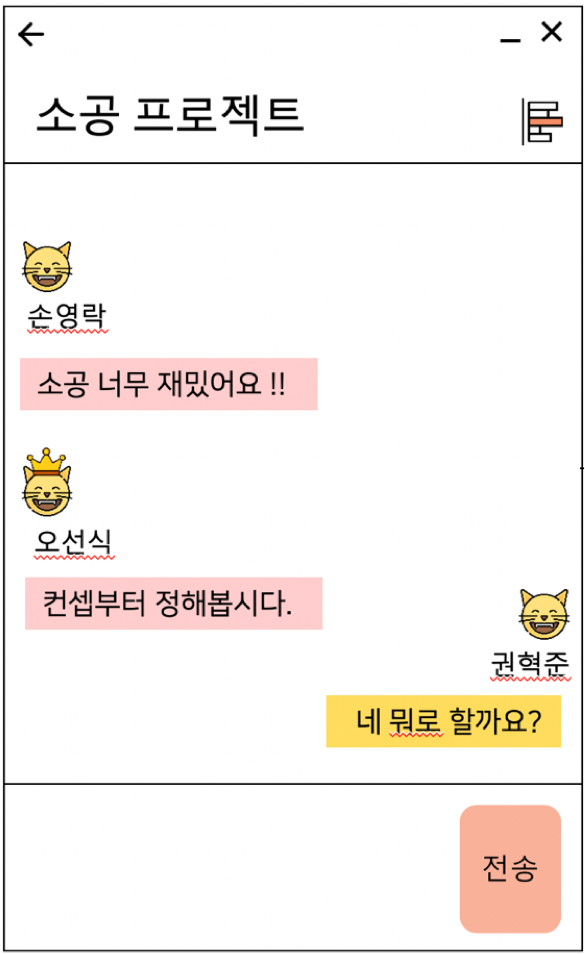 소공 프로젝트
손영락
소공 너무 재밌어요 !!
오선식
컨셉부터 정해봅시다.
권혁준
네 뭐로 할까요?
전송